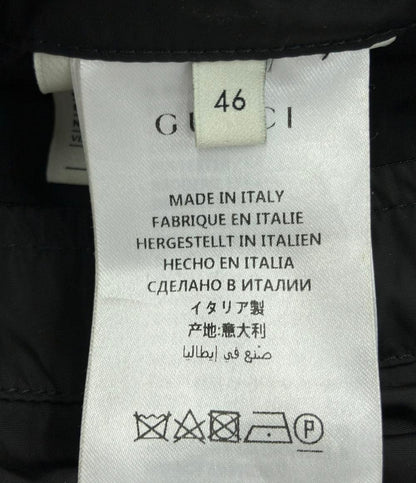 46
GUCCI
MADE IN ITALY
FABRIQUE EN ITALIE
HERGESTELLT IN ITALIEN
HECHO EN ITALIA
СДЕЛАНО В ИТАЛИИ
イタリア製
产地:意大利
صنع في إيطاليا
P